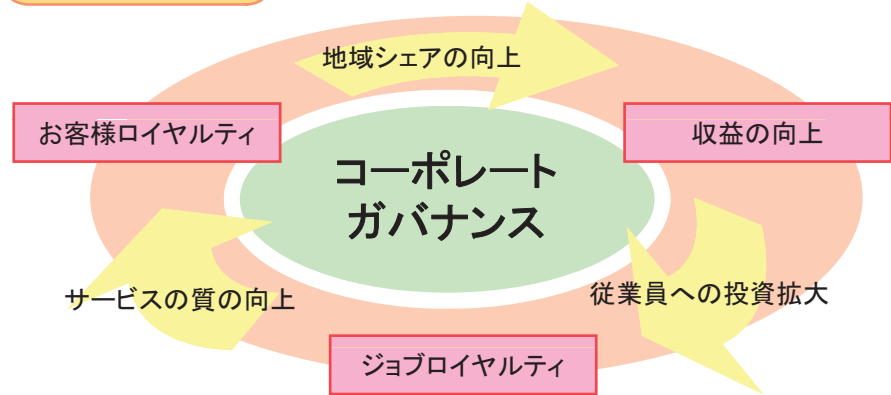 地域シェアの向上
お客様ロイヤルティ
収益の向上
コーポレート
ガバナンス
サービスの質の向上
従業員への投資拡大
ジョブロイヤルティ